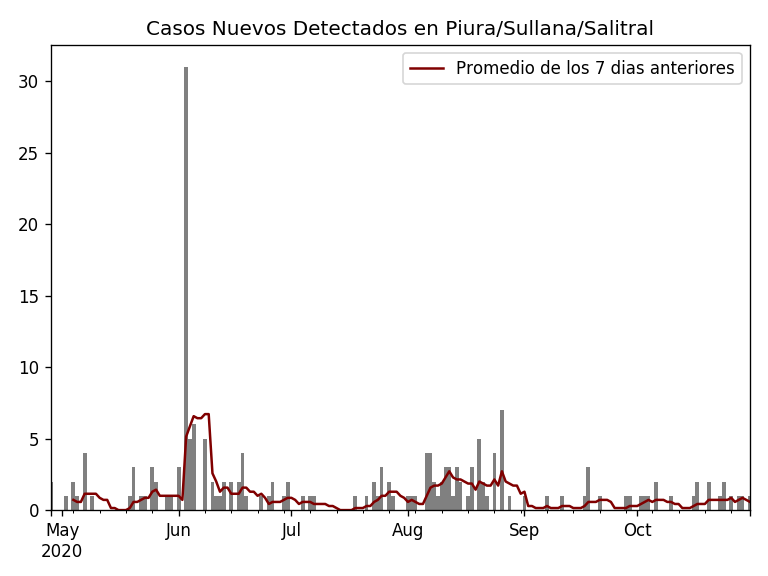 Casos Nuevos Detectados en Piura/Sullana/Salitral
Promedio de los 7 dias anteriores
30
25
20
15
10
5
0
May Jun Jul Aug Sep Oct
2020